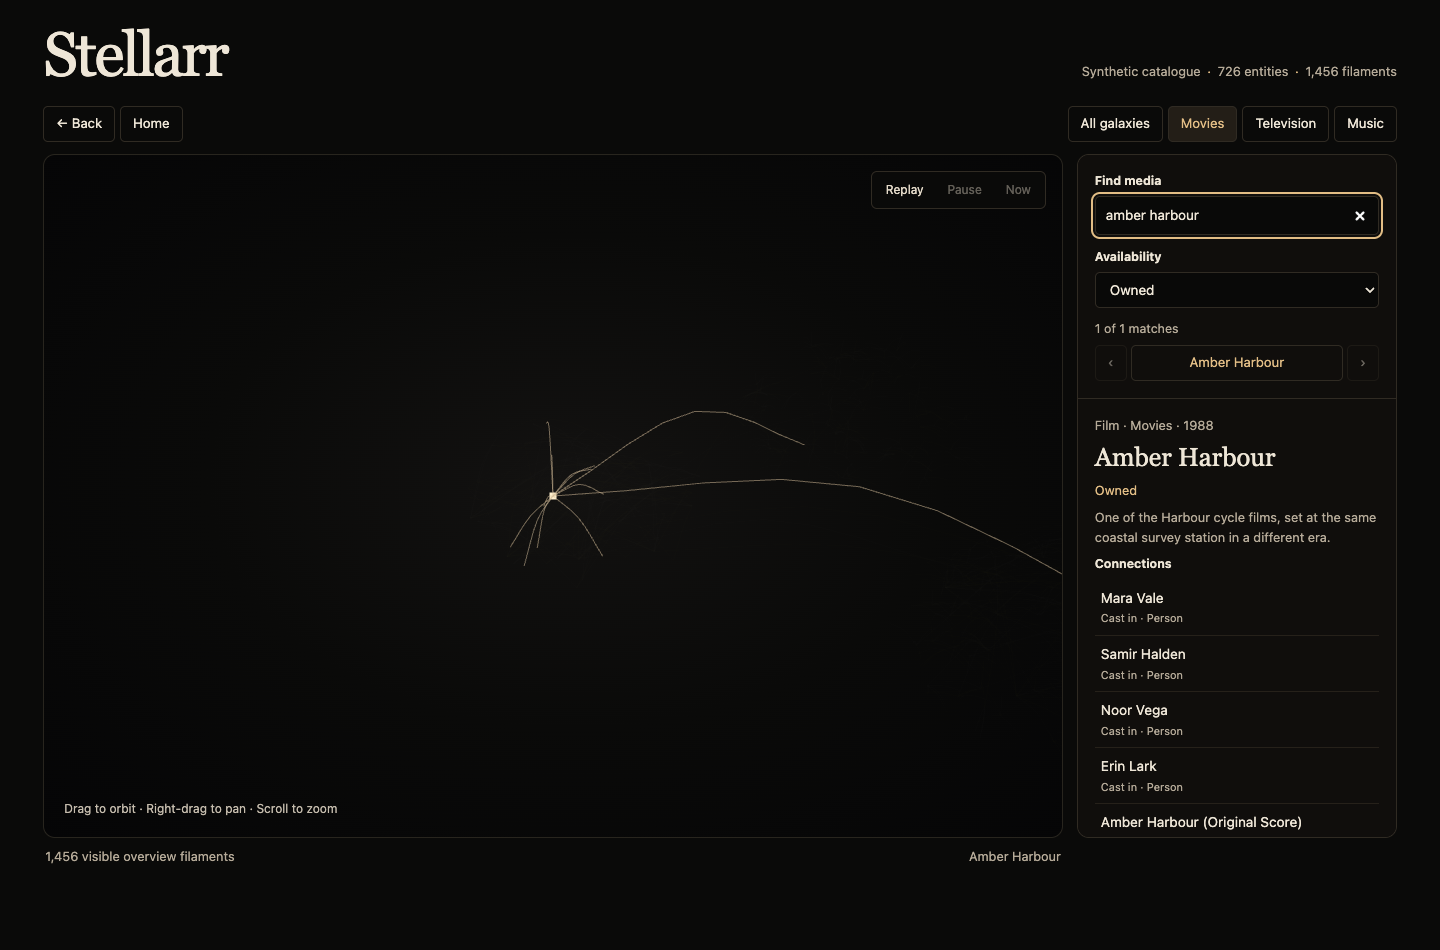 Stellarr
Synthetic catalogue · 726 entities · 1,456 filaments
← Back
Home
All galaxies
Movies
Television
Music
Replay
Pause
Now
Drag to orbit · Right-drag to pan · Scroll to zoom
1,456 visible overview filaments
Amber Harbour
Find media
amber harbour
Availability
Owned
1 of 1 matches
‹
Amber Harbour
›
Film · Movies · 1988
Amber Harbour
Owned
One of the Harbour cycle films, set at the same
coastal survey station in a different era.
Connections
Mara Vale
Cast in · Person
Samir Halden
Cast in · Person
Noor Vega
Cast in · Person
Erin Lark
Cast in · Person
Amber Harbour (Original Score)